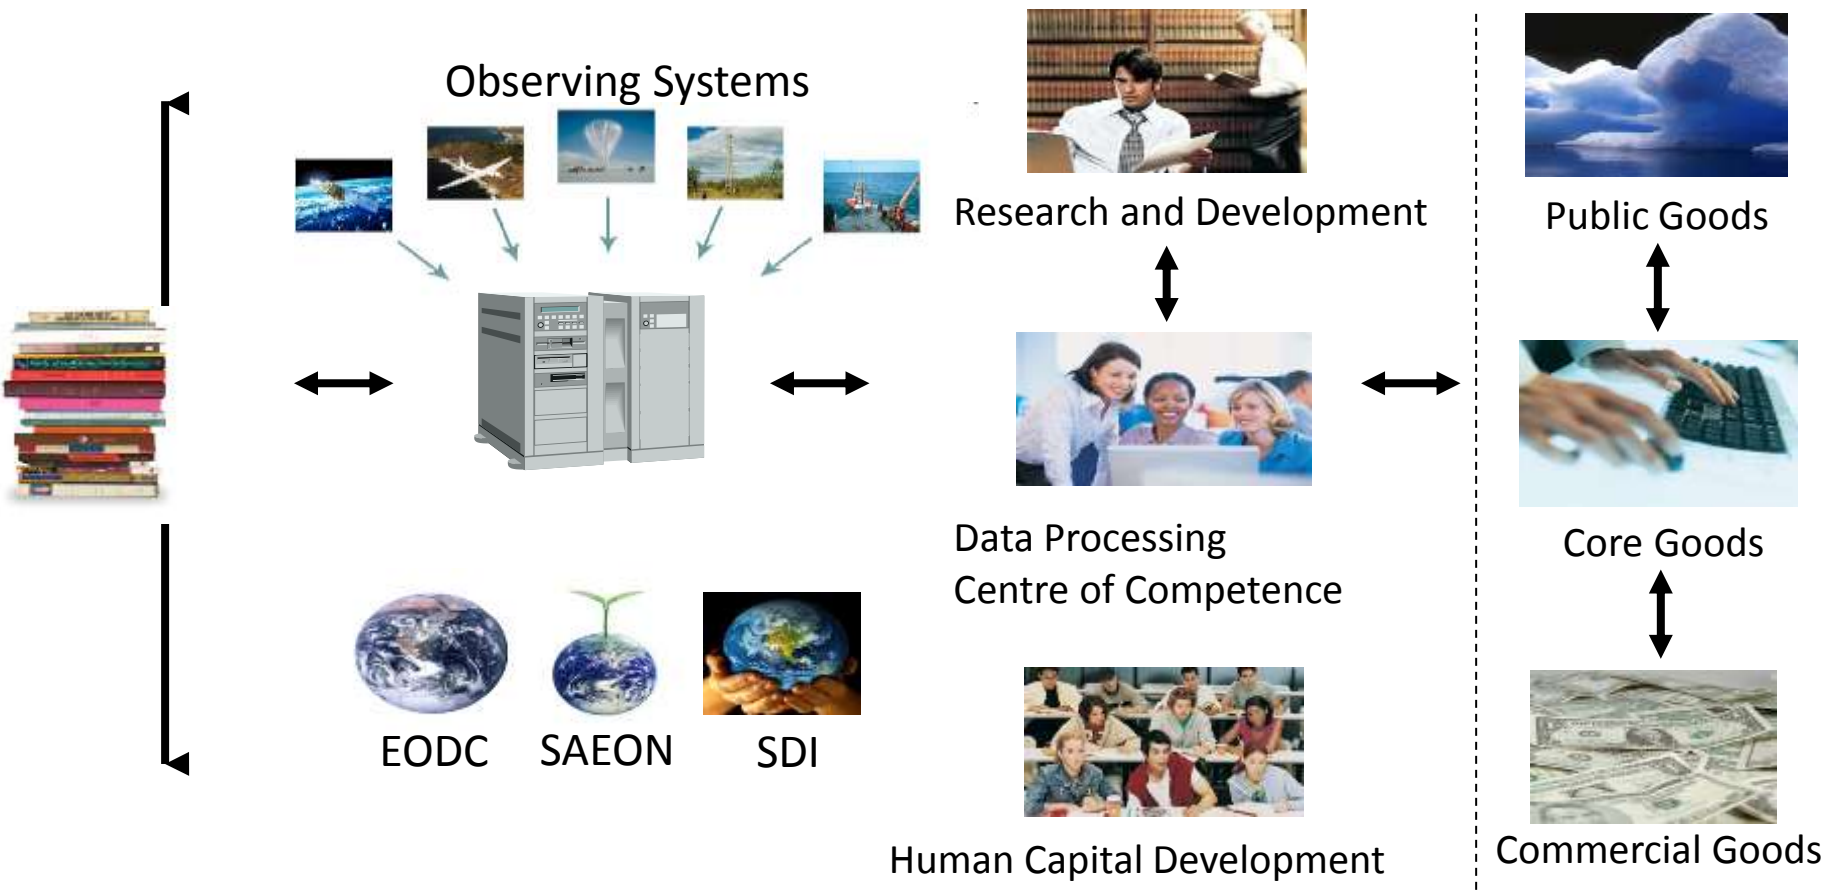 Observing Systems
Research and Development
Public Goods
Data Processing
Centre of Competence
Core Goods
EODC
SAEON
SDI
Human Capital Development
Commercial Goods